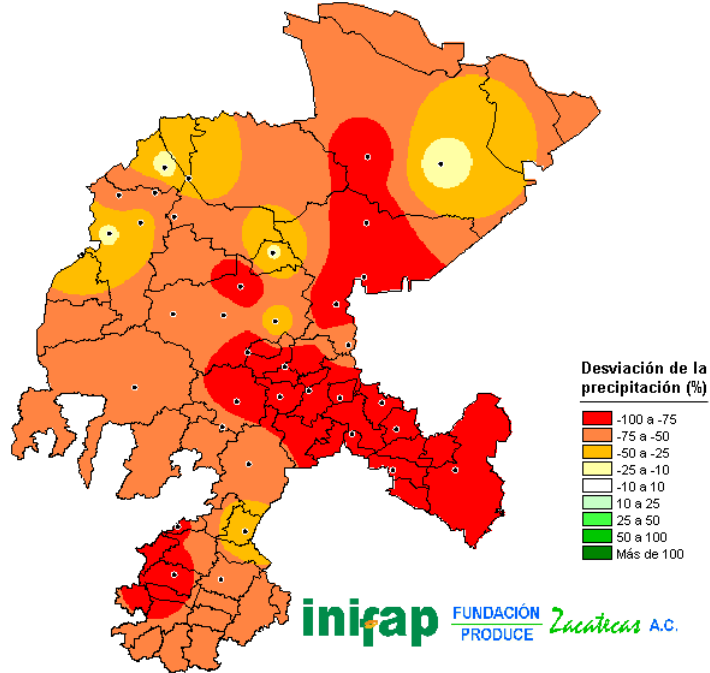 Desviación de la
precipitación (%)
-100 a -75
-75 a -50
-50 a -25
-25 a -10
-10 a 10
10 a 25
25 a 50
50 a 100
Más de 100
inifap
FUNDACIÓN
PRODUCE
Zacatecas A.C.